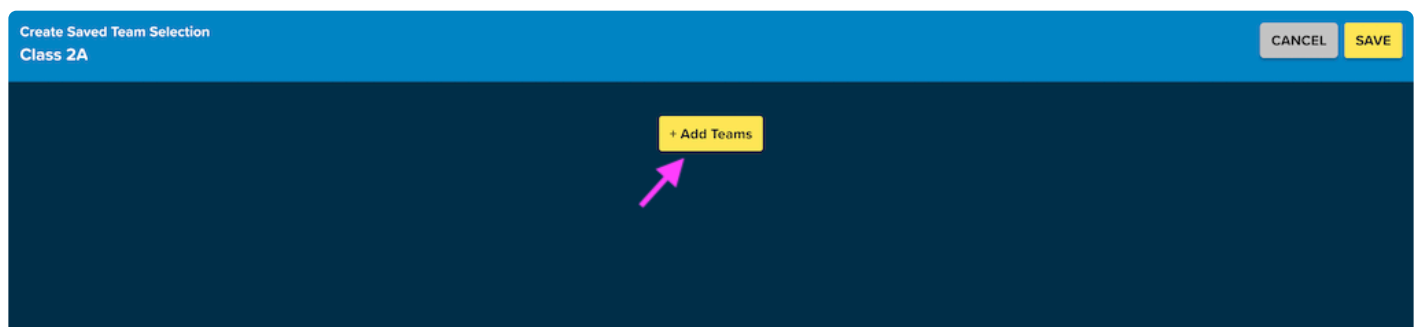 Create Saved Team Selection
Class 2A
CANCEL
SAVE
+ Add Teams